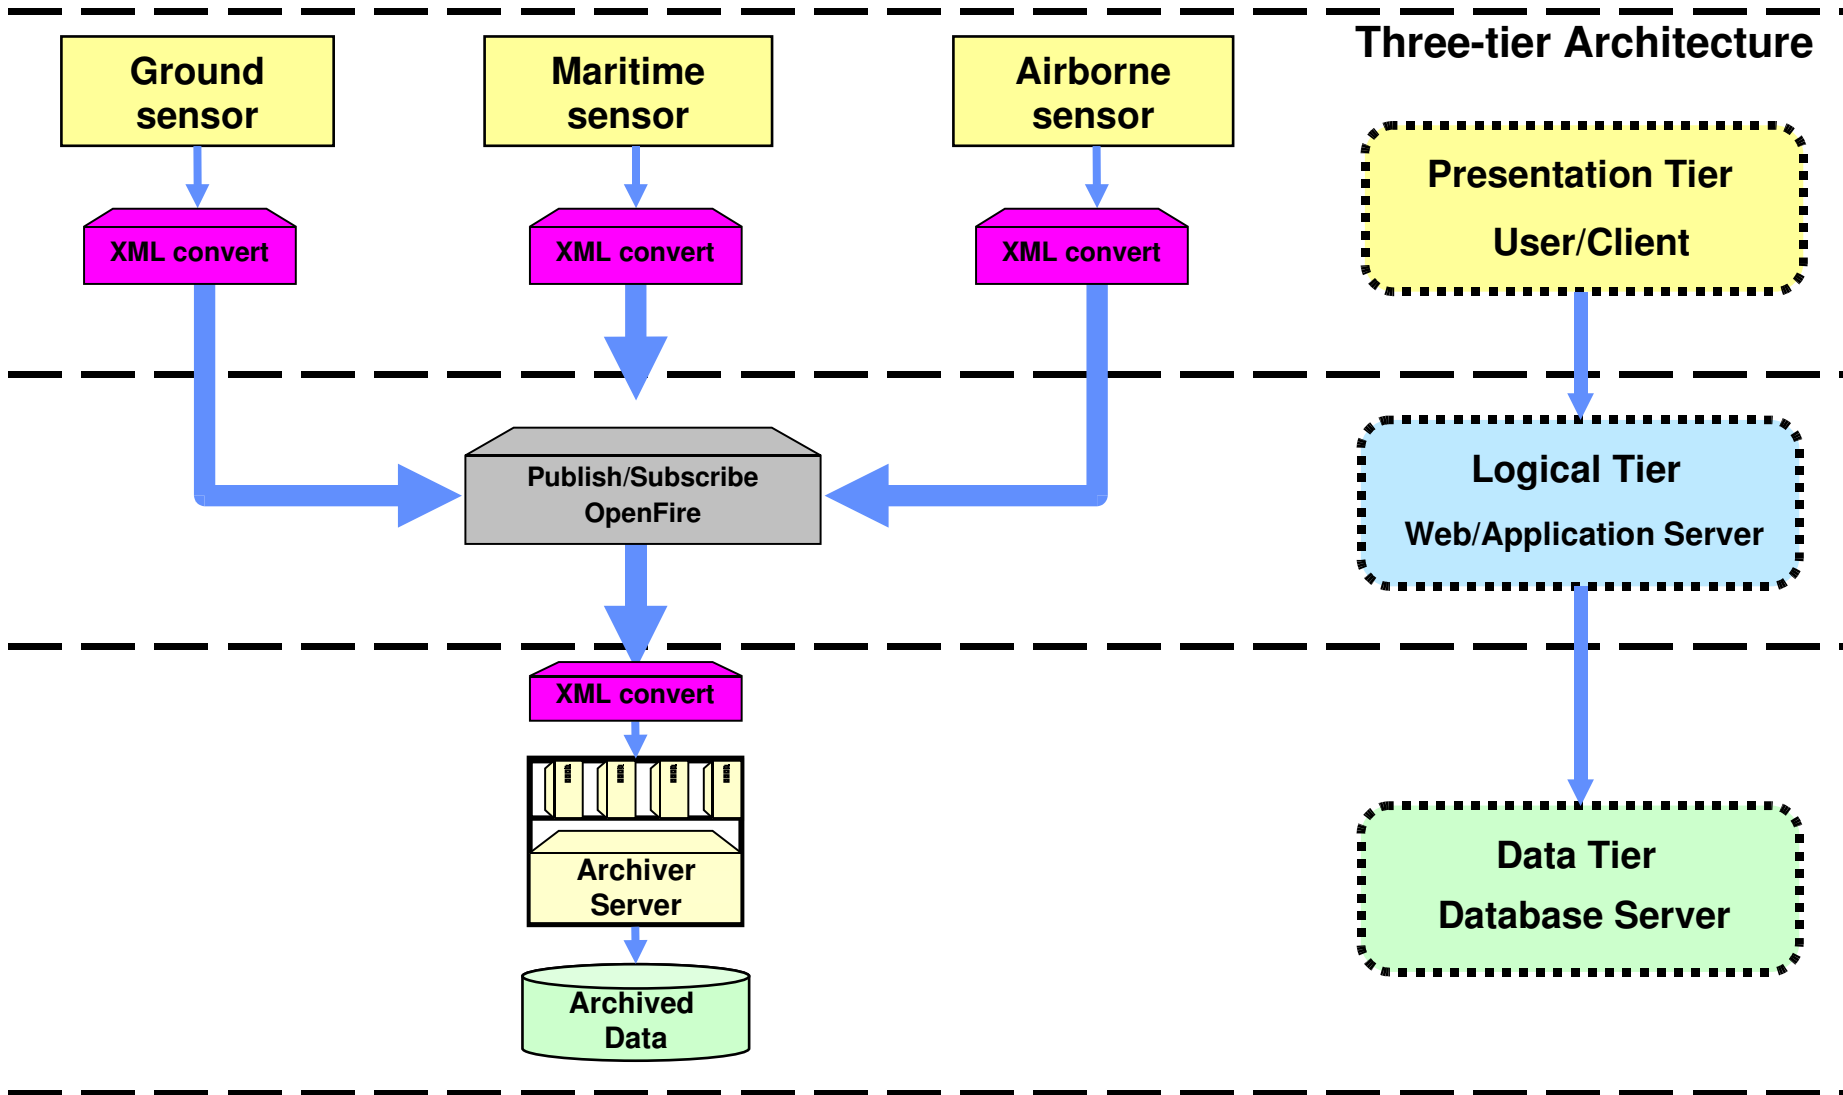 Three-tier Architecture
Ground
sensor
Maritime
sensor
Airborne
sensor
XML convert
XML convert
XML convert
Presentation Tier
User/Client
Publish/Subscribe
OpenFire
Logical Tier
Web/Application Server
XML convert
Archiver
Server
Archived
Data
Data Tier
Database Server